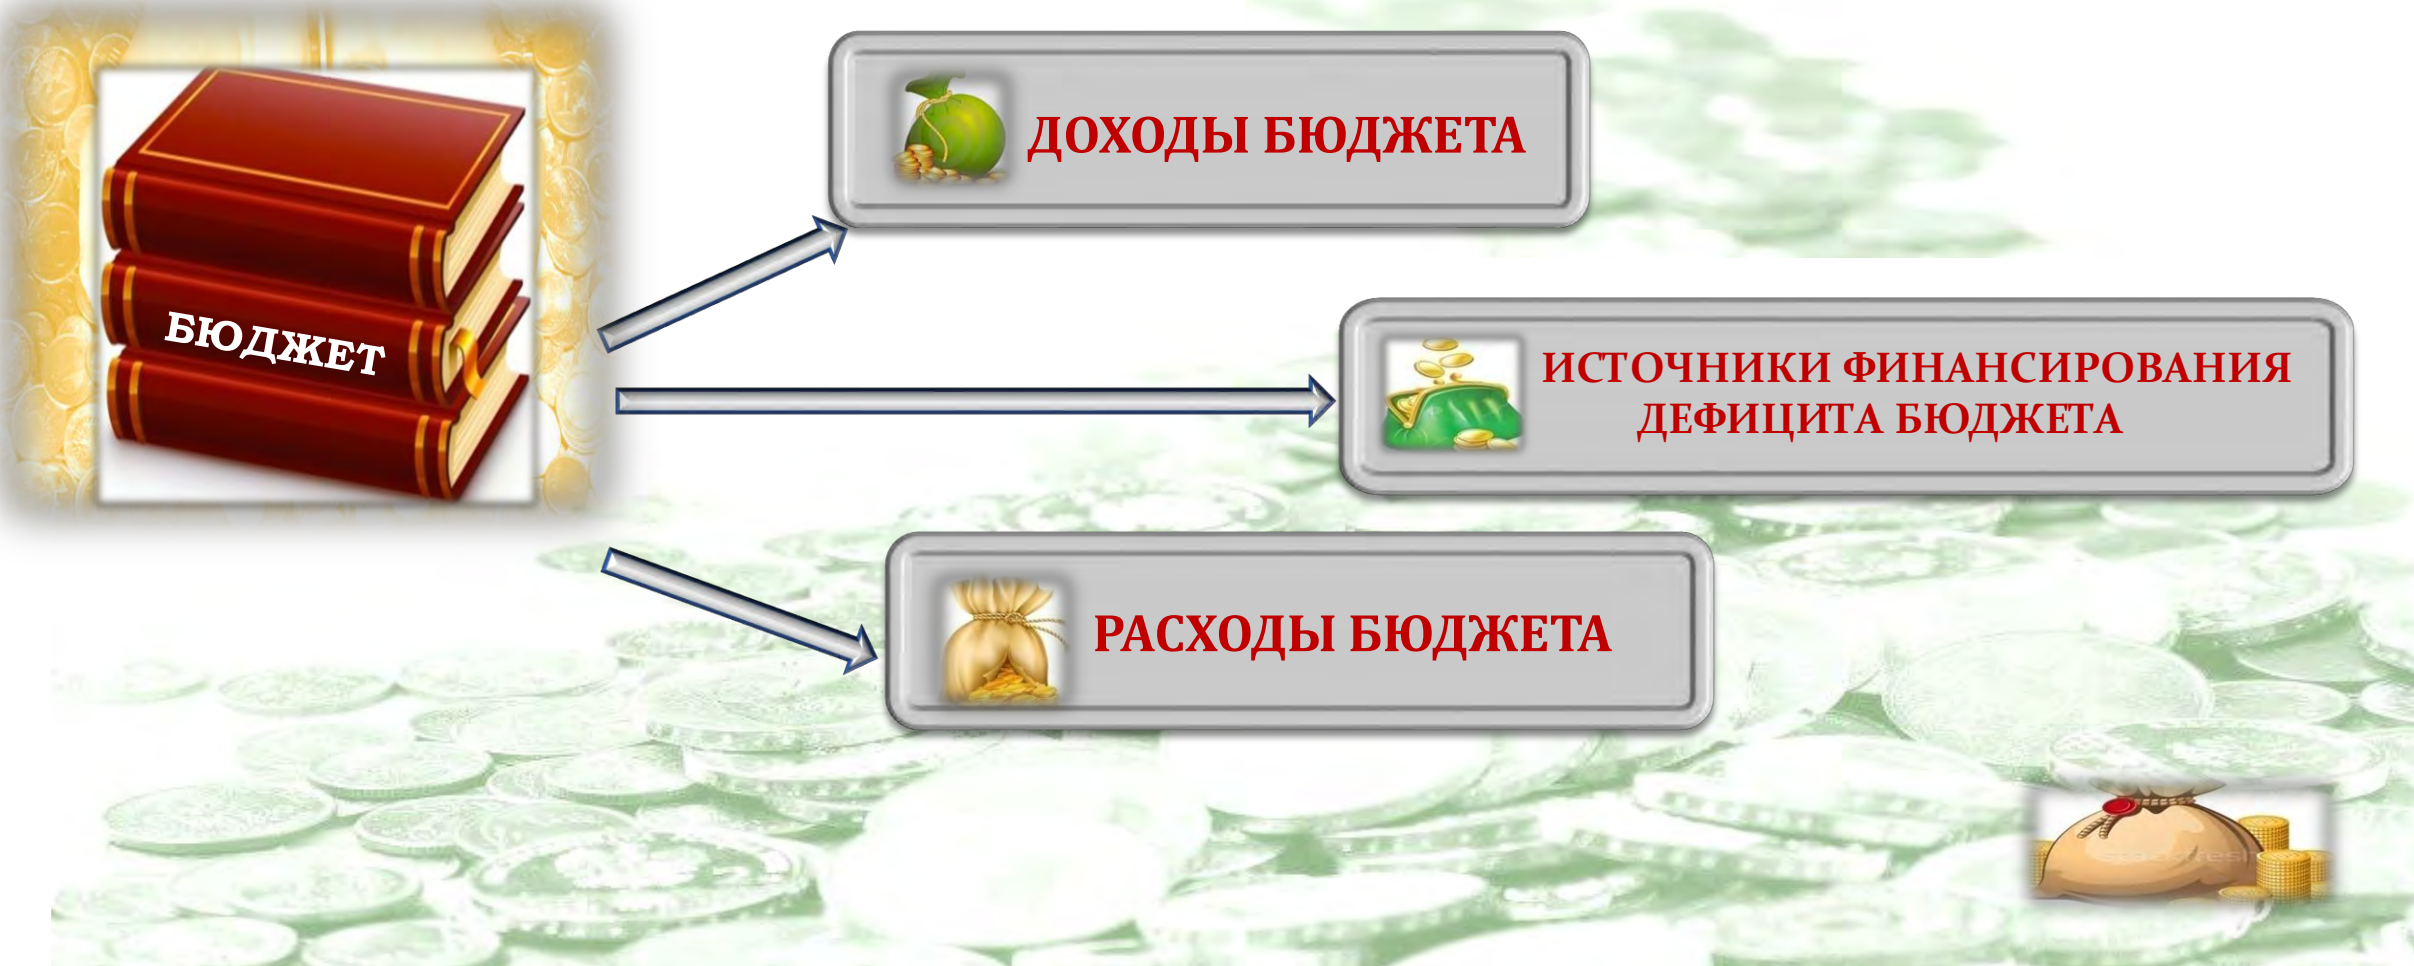 БЮДЖЕТ
ДОХОДЫ БЮДЖЕТА
ИСТОЧНИКИ ФИНАНСИРОВАНИЯ
ДЕФИЦИТА БЮДЖЕТА
РАСХОДЫ БЮДЖЕТА